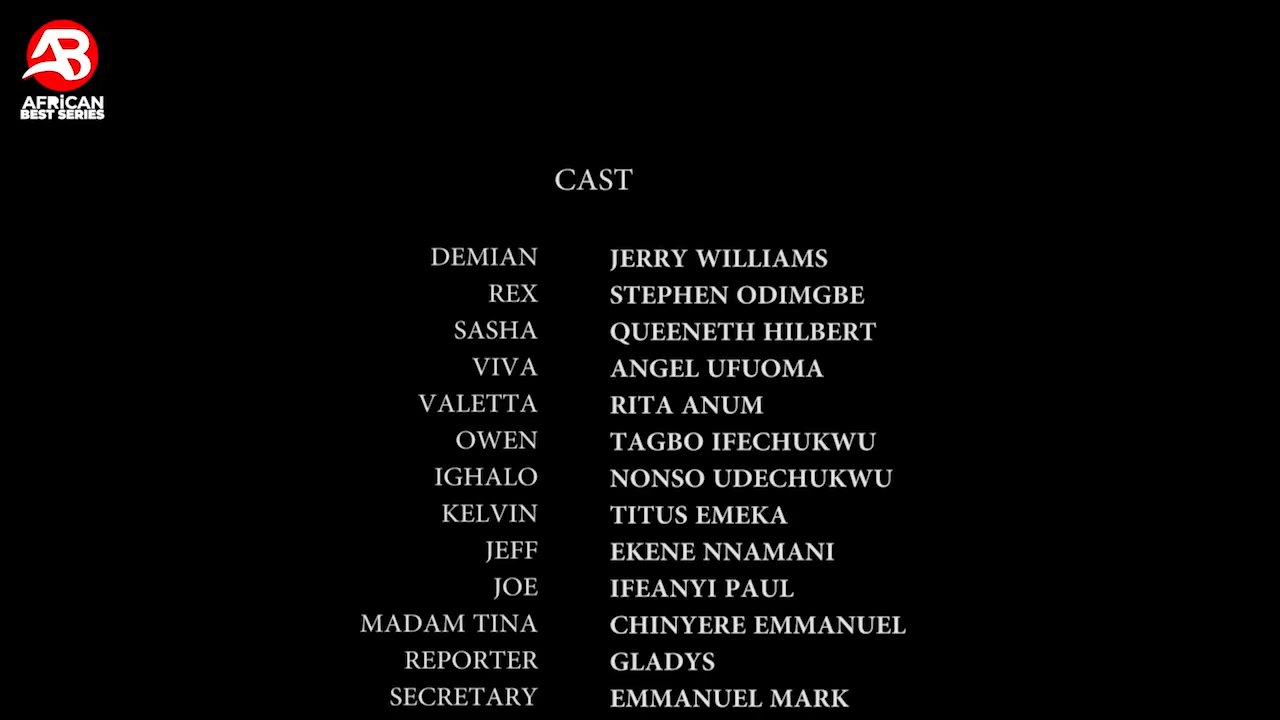 AB
AFRICAN
BEST SERIES
CAST
DEMIAN JERRY WILLIAMS
REX STEPHEN ODIMGBE
SASHA QUEENETH HILBERT
VIVA ANGEL UFUOMA
VALETTA RITA ANUM
OWEN TAGBO IFECHUKWU
IGHALO NONSO UDECHUKWU
KELVIN TITUS EMEKA
JEFF EKENE NNAMANI
JOE IFEANYI PAUL
MADAM TINA CHINYERE EMMANUEL
REPORTER GLADYS
SECRETARY EMMANUEL MARK